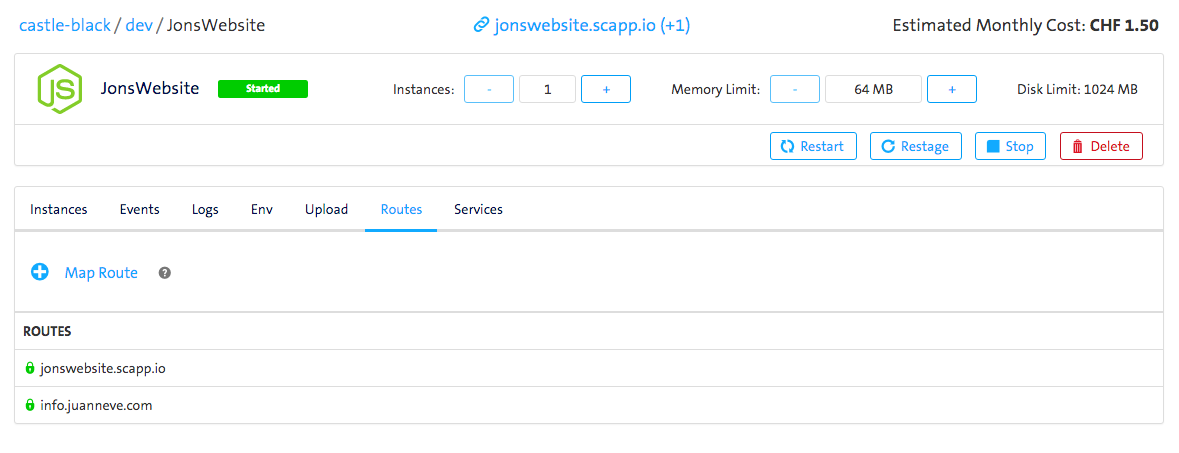 castle-black / dev / JonsWebsite jonswebsite.scapp.io (+1) Estimated Monthly Cost: CHF 1.50
JS JonsWebsite Started Instances: - 1 + Memory Limit: - 64 MB + Disk Limit: 1024 MB
Restart Restage Stop Delete
Instances Events Logs Env Upload Routes Services
+ Map Route ?
ROUTES
jonswebsite.scapp.io
info.juanneve.com